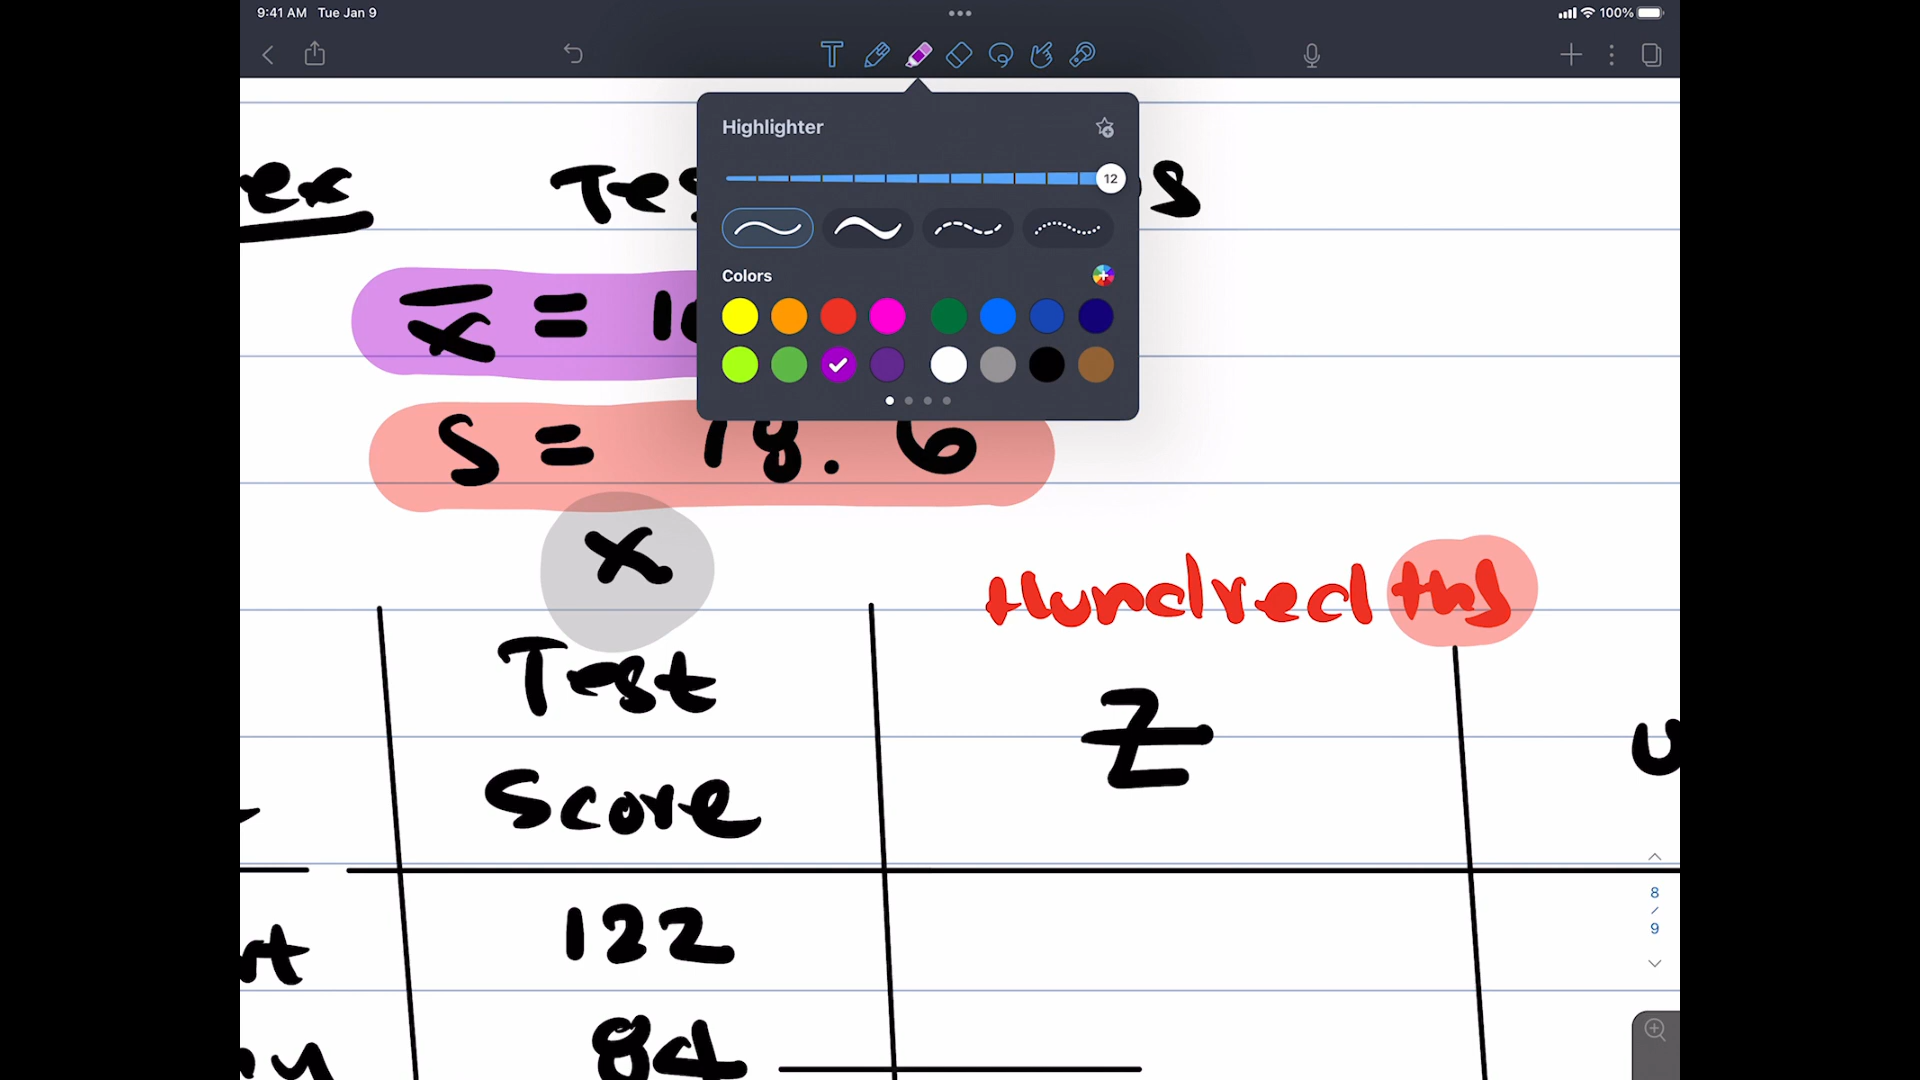 9:41 AM Tue Jan 9
100%
Highlighter
12
Colors
x̄ =
S = 18.6
x
Hundredths
Test
Score
Z
122
84
8
/
9